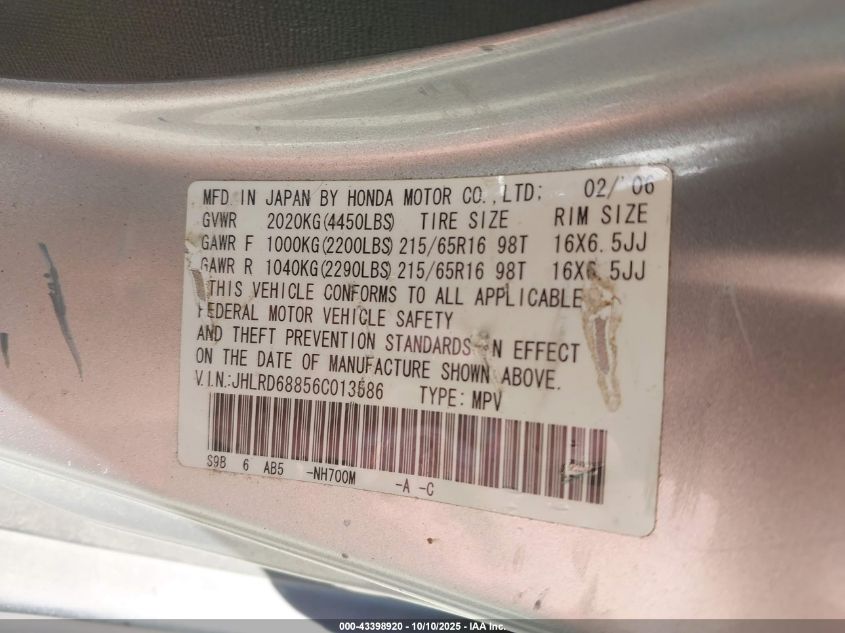 MFD. IN JAPAN BY HONDA MOTOR CO.,LTD; 02/'06
GVWR 2020KG(4450LBS) TIRE SIZE RIM SIZE
GAWR F 1000KG(2200LBS) 215/65R16 98T 16X6.5JJ
GAWR R 1040KG(2290LBS) 215/65R16 98T 16X6.5JJ
THIS VEHICLE CONFORMS TO ALL APPLICABLE
FEDERAL MOTOR VEHICLE SAFETY
AND THEFT PREVENTION STANDARDS IN EFFECT
ON THE DATE OF MANUFACTURE SHOWN ABOVE.
V.I.N.:JHLRD68856C013586 TYPE: MPV
S9B 6 AB5 -NH700M -A -C
000-43398920 - 10/10/2025 - IAA Inc.